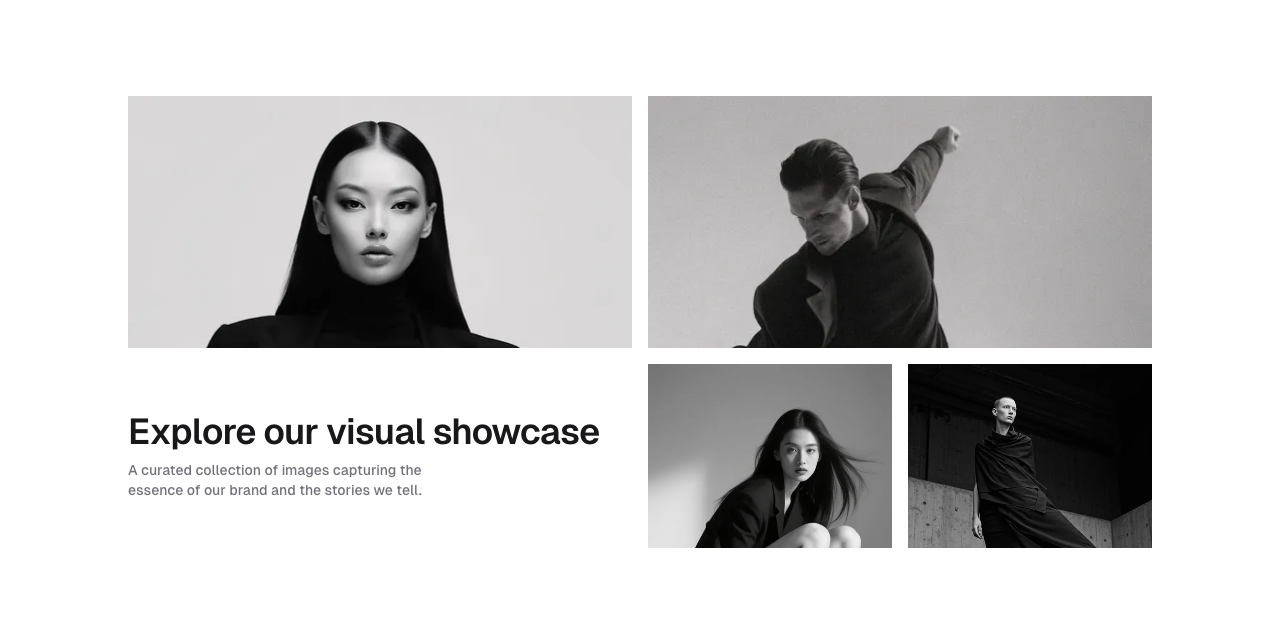 Explore our visual showcase
A curated collection of images capturing the
essence of our brand and the stories we tell.